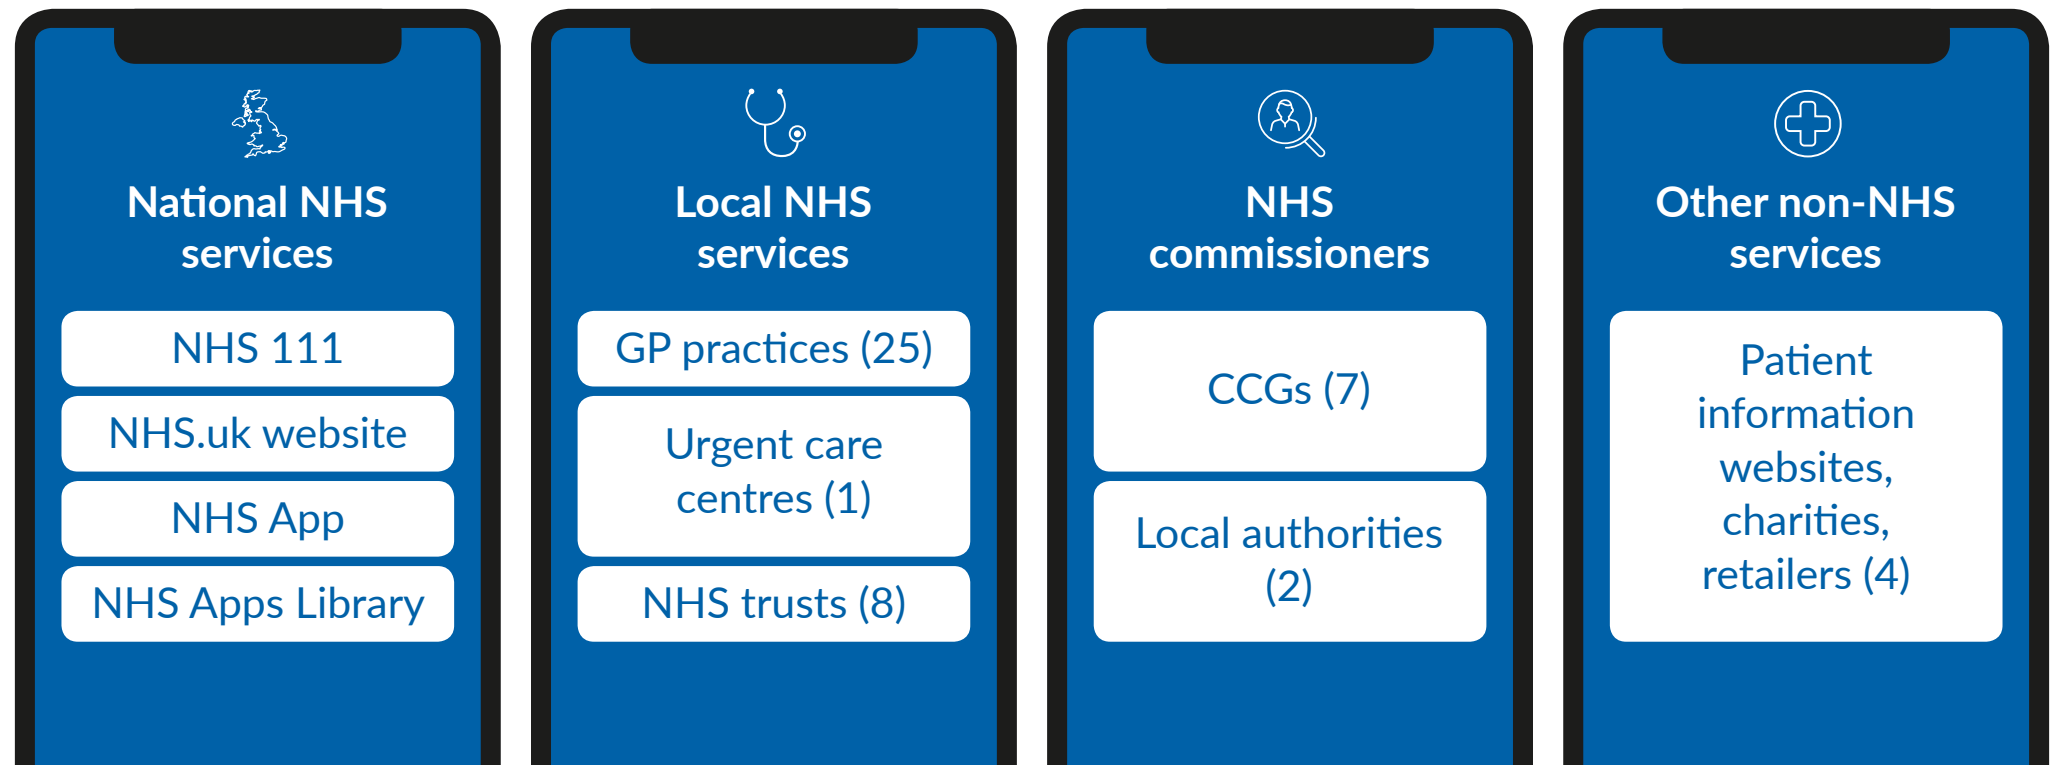 National NHS
services
NHS 111
NHS.uk website
NHS App
NHS Apps Library
Local NHS
services
GP practices (25)
Urgent care
centres (1)
NHS trusts (8)
NHS
commissioners
CCGs (7)
Local authorities
(2)
Other non-NHS
services
Patient
information
websites,
charities,
retailers (4)